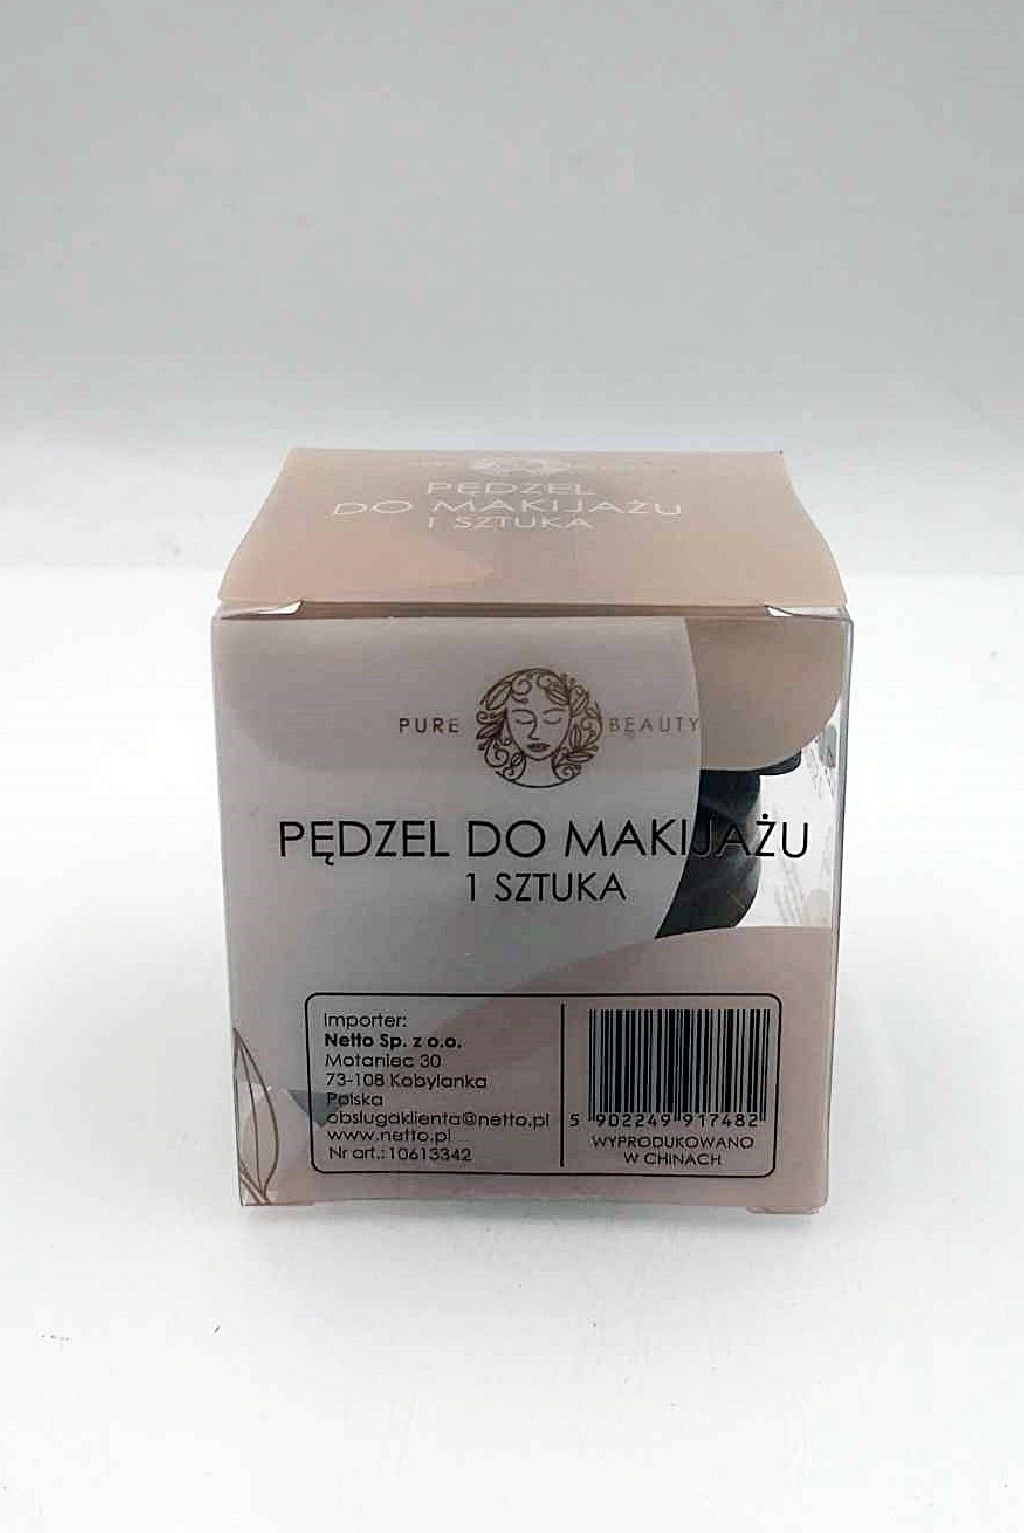 PĘDZEL
DO MAKIJAŻU
1 SZTUKA
PURE BEAUTY
PĘDZEL DO MAKIJAŻU
1 SZTUKA
Importer:
Netto Sp. z o.o.
Motaniec 30
73-108 Kobylanka
Polska
obslugaklienta@netto.pl
www.netto.pl
Nr art.: 10613342
5 902249 917482
WYPRODUKOWANO
W CHINACH